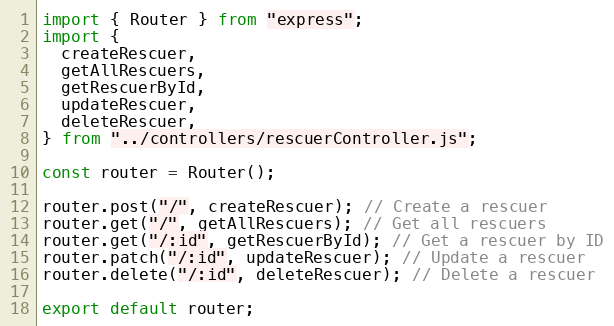 1 import { Router } from "express";
2 import {
3   createRescuer,
4   getAllRescuers,
5   getRescuerById,
6   updateRescuer,
7   deleteRescuer,
8 } from "../controllers/rescuerController.js";
9
10 const router = Router();
11
12 router.post("/", createRescuer); // Create a rescuer
13 router.get("/", getAllRescuers); // Get all rescuers
14 router.get("/:id", getRescuerById); // Get a rescuer by ID
15 router.patch("/:id", updateRescuer); // Update a rescuer
16 router.delete("/:id", deleteRescuer); // Delete a rescuer
17
18 export default router;